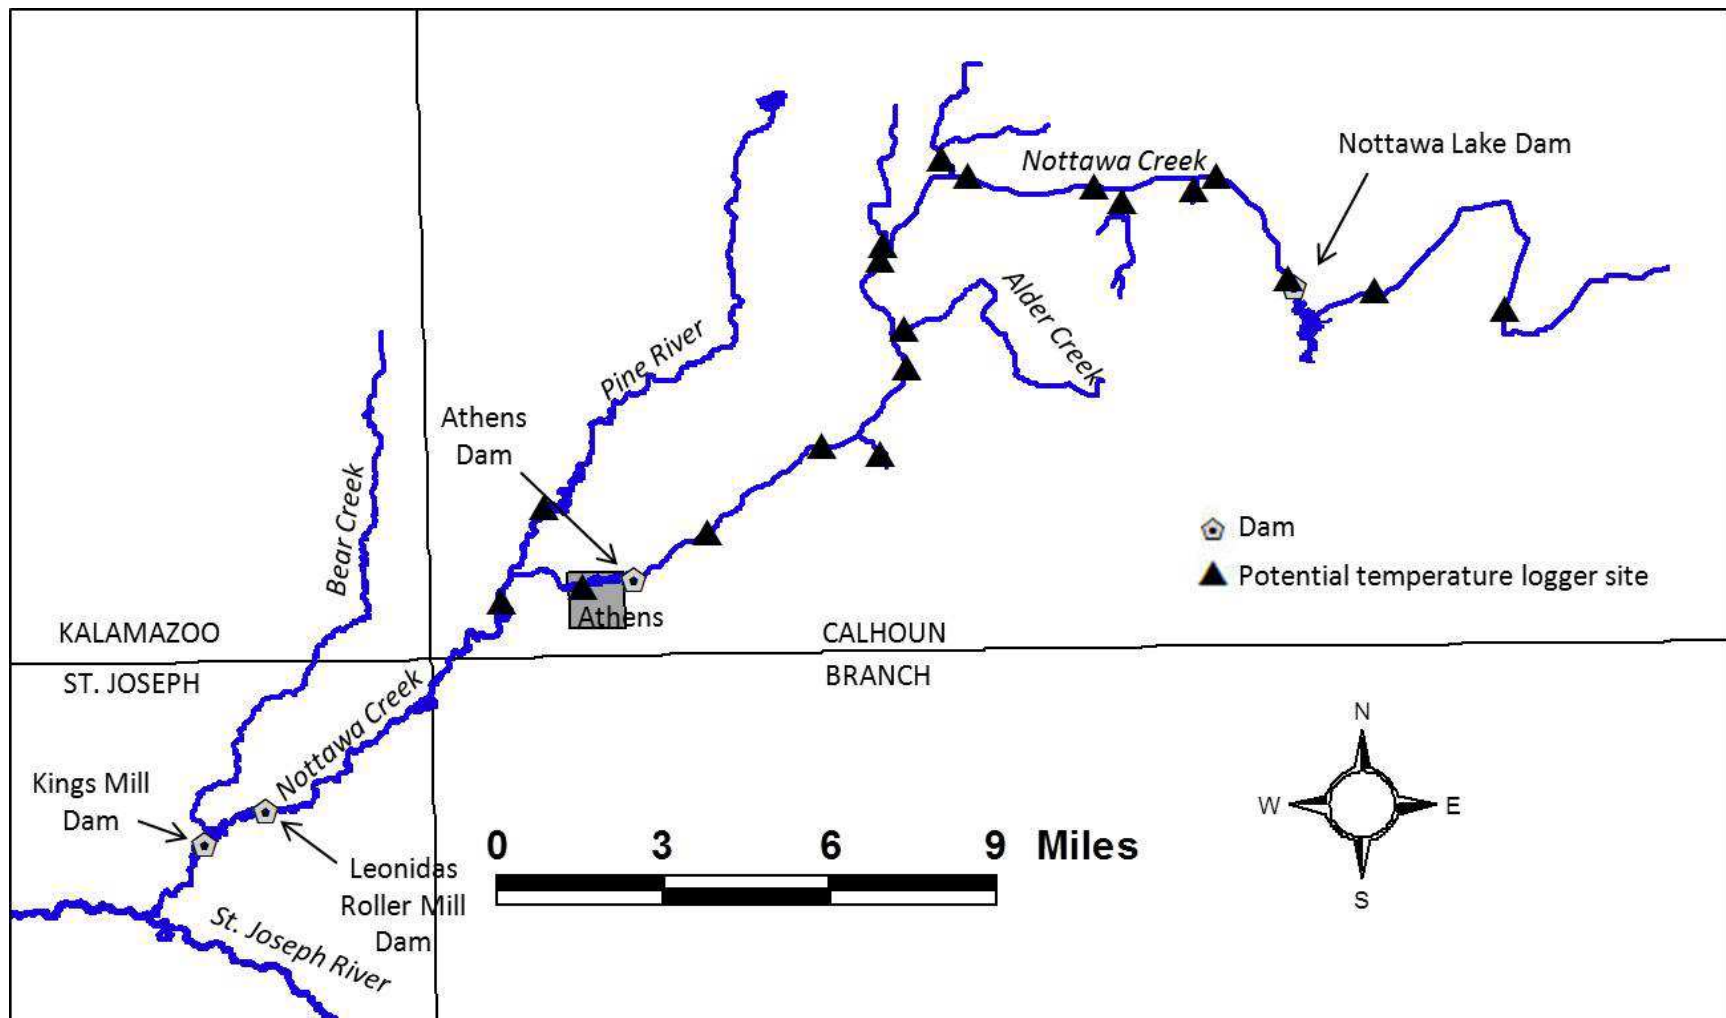 Nottawa Lake Dam
Nottawa Creek
Alder Creek
Pine River
Athens
Dam
Bear Creek
Dam
Potential temperature logger site
Athens
KALAMAZOO
CALHOUN
ST. JOSEPH
BRANCH
Nottawa Creek
N
W
E
S
Kings Mill
Dam
0 3 6 9 Miles
Leonidas
Roller Mill
Dam
St. Joseph River